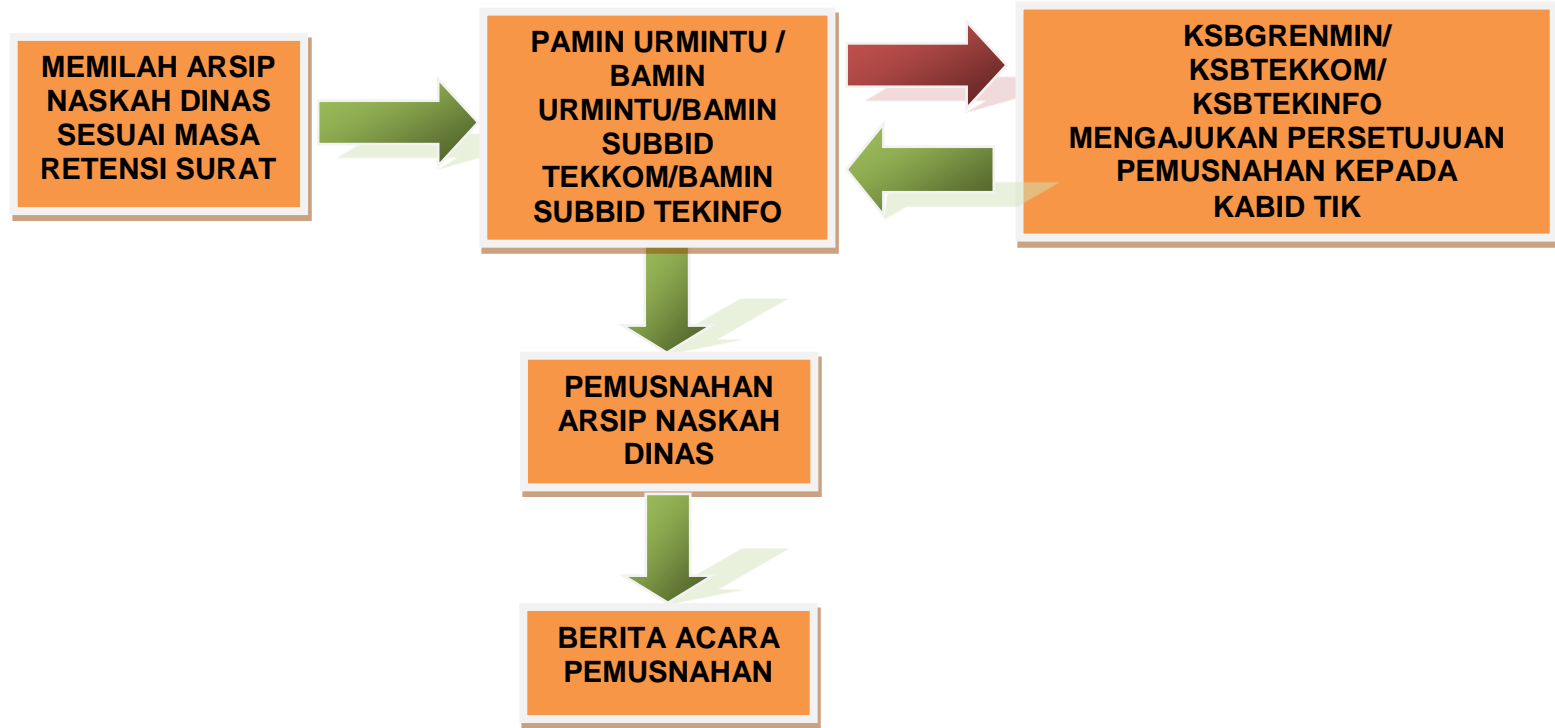 MEMILAH ARSIP
NASKAH DINAS
SESUAI MASA
RETENSI SURAT
PAMIN URMINTU /
BAMIN
URMINTU/BAMIN
SUBBID
TEKKOM/BAMIN
SUBBID TEKINFO
KSBGRENMIN/
KSBTEKKOM/
KSBTEKINFO
MENGAJUKAN PERSETUJUAN
PEMUSNAHAN KEPADA
KABID TIK
PEMUSNAHAN
ARSIP NASKAH
DINAS
BERITA ACARA
PEMUSNAHAN